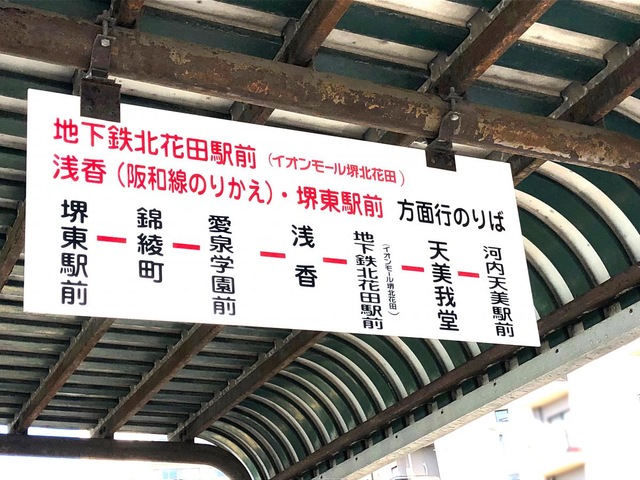 地下鉄北花田駅前（イオンモール堺北花田）
浅香（阪和線のりかえ）・堺東駅前 方面行のりば
堺東駅前
錦綾町
愛泉学園前
浅香
地下鉄北花田駅前
（イオンモール堺北花田）
天美我堂
河内天美駅前